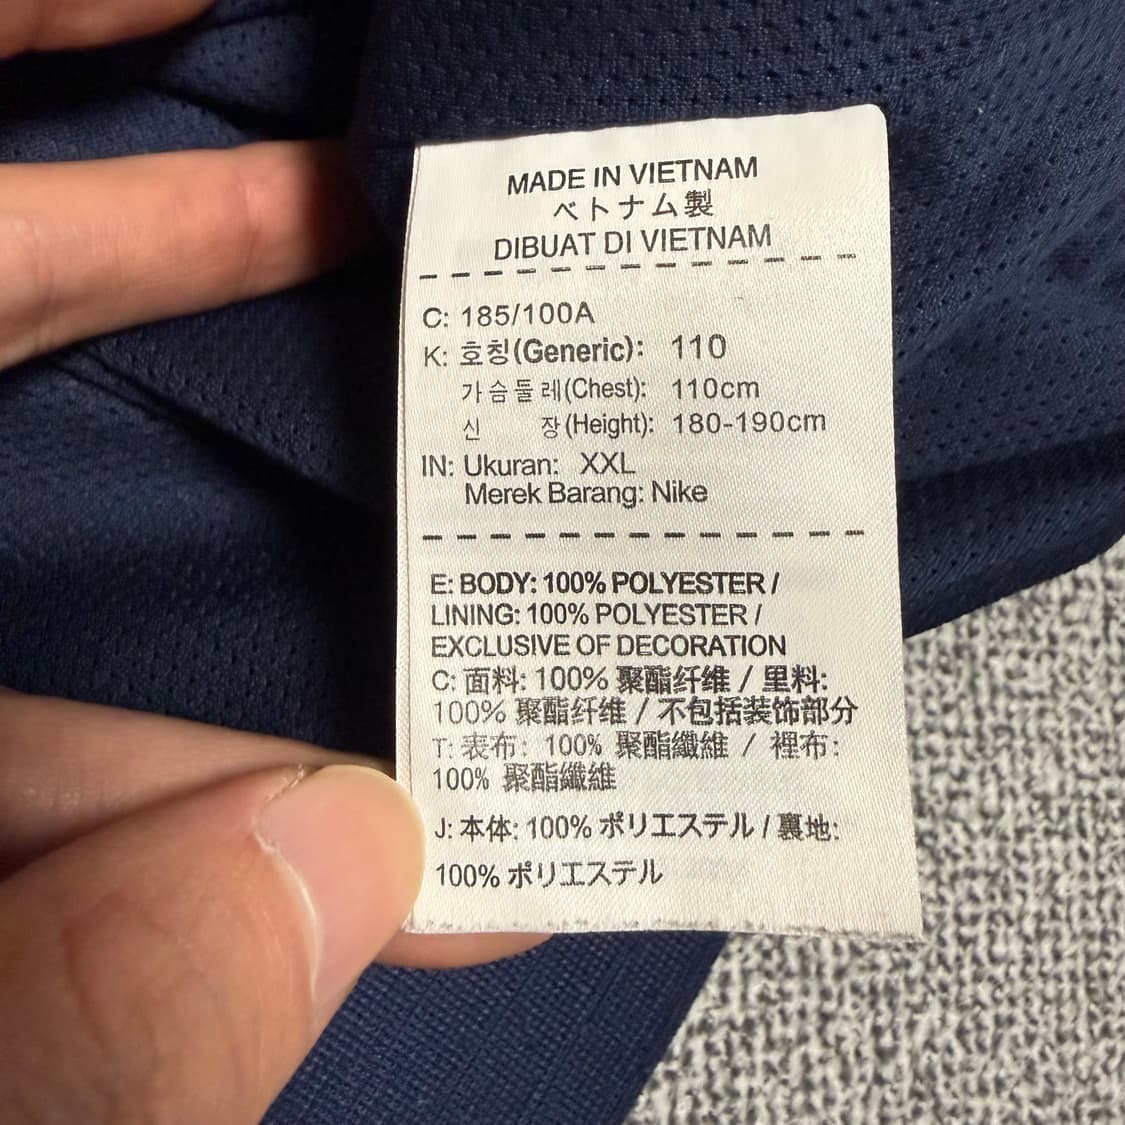 MADE IN VIETNAM
ベトナム製
DIBUAT DI VIETNAM
C: 185/100A
K: 호칭(Generic): 110
가슴둘레(Chest): 110cm
신 장(Height): 180-190cm
IN: Ukuran: XXL
Merek Barang: Nike
E: BODY: 100% POLYESTER /
LINING: 100% POLYESTER /
EXCLUSIVE OF DECORATION
C: 面料: 100% 聚酯纤维 / 里料:
100% 聚酯纤维 / 不包括装饰部分
T: 表布: 100% 聚酯纖維 / 裡布:
100% 聚酯纖維
J: 本体: 100% ポリエステル / 裏地:
100% ポリエステル